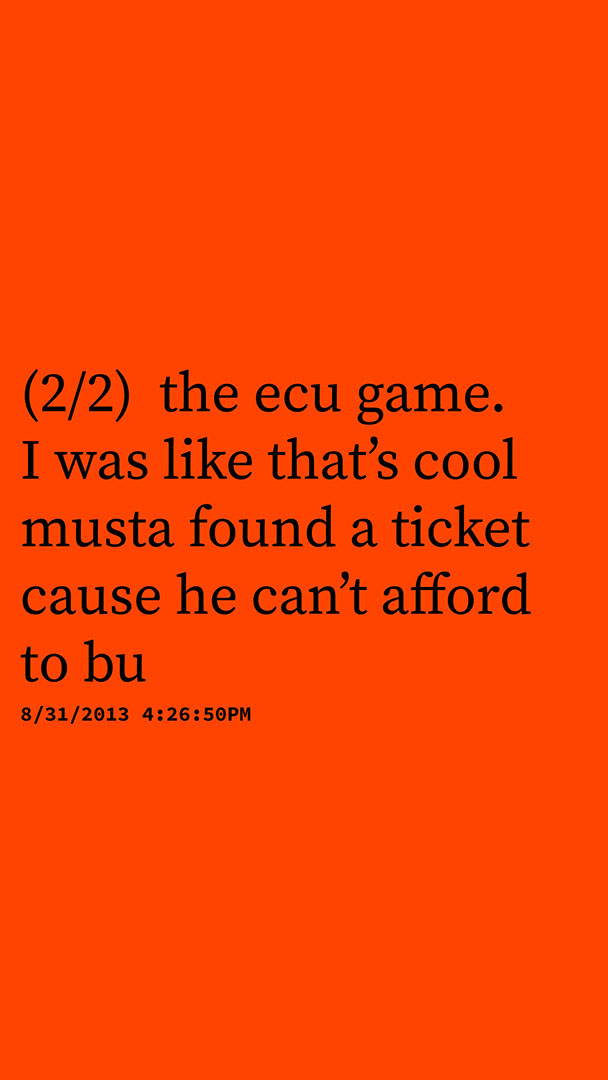 (2/2)  the ecu game.
I was like that’s cool
musta found a ticket
cause he can’t afford
to bu
8/31/2013 4:26:50PM